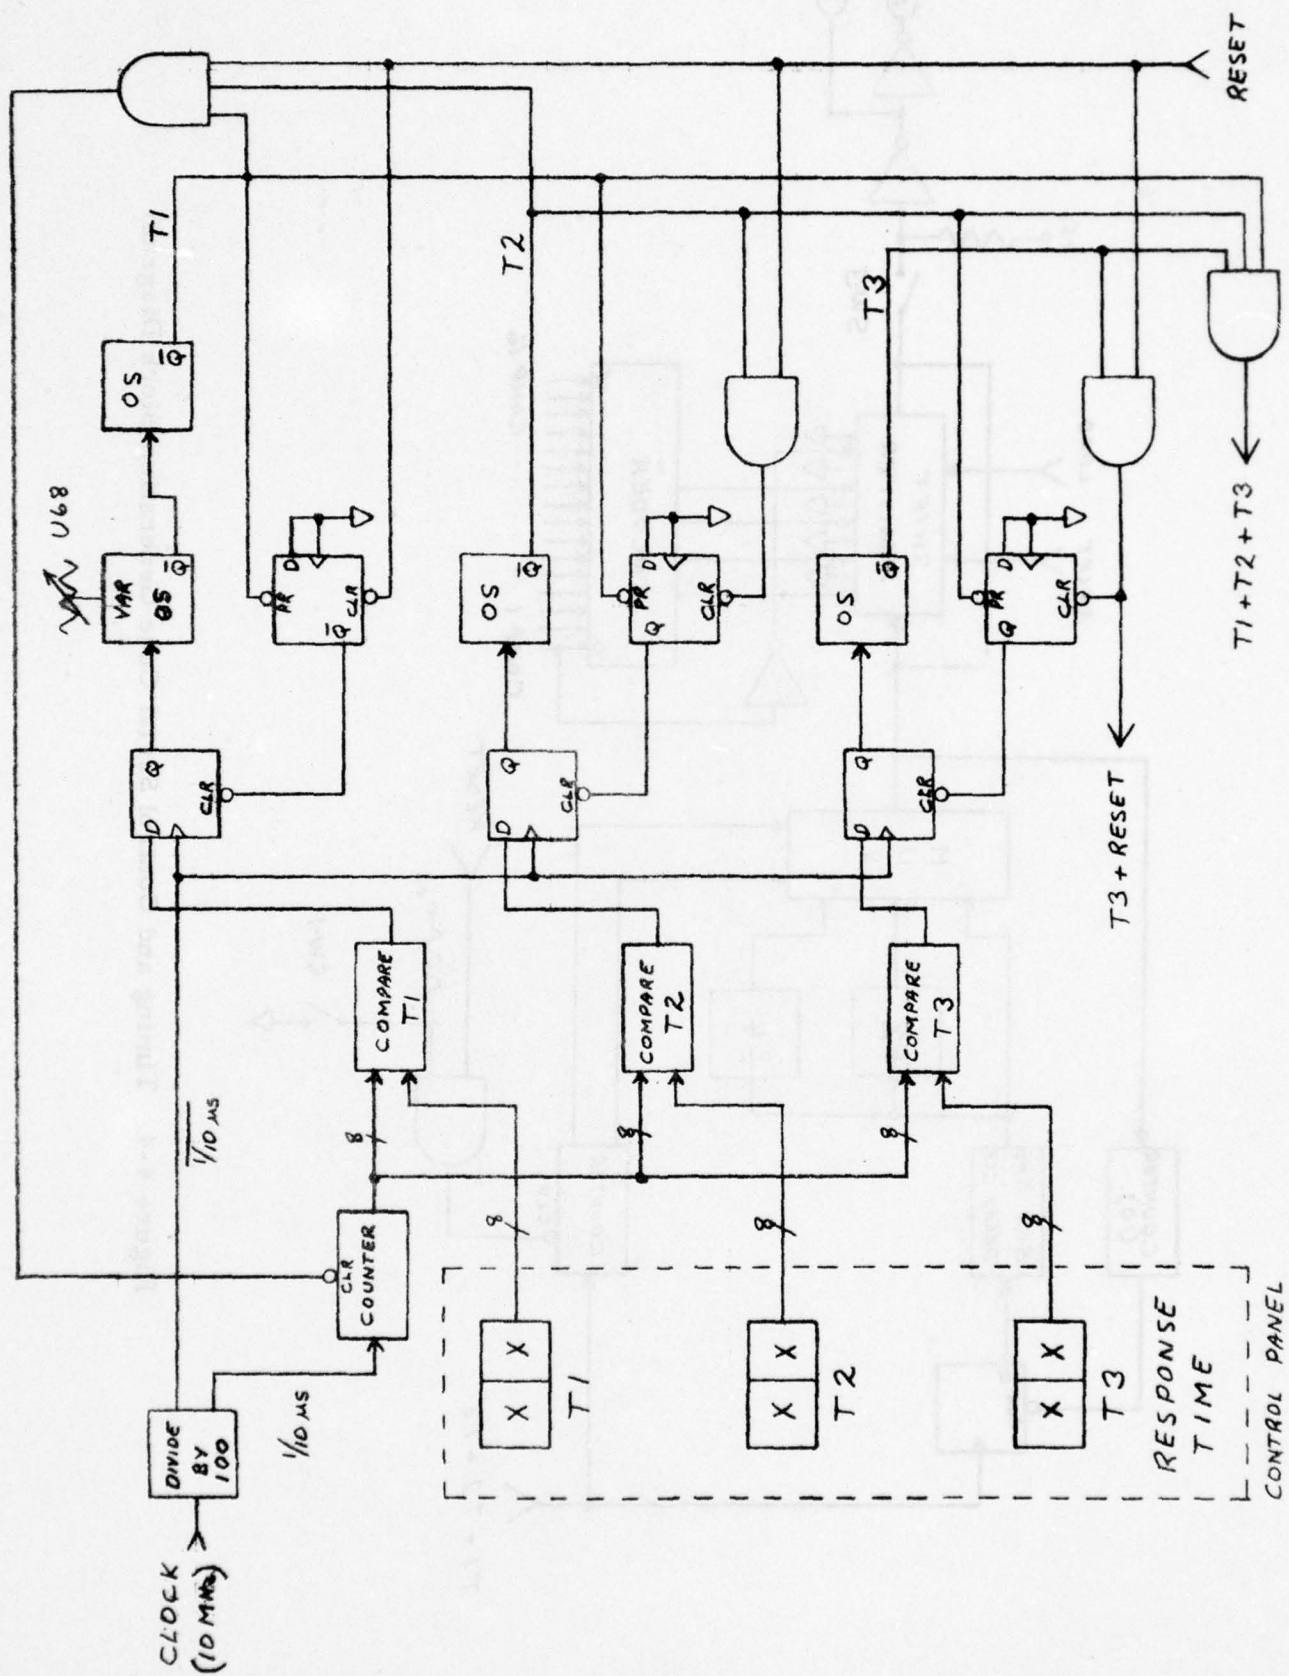 CLOCK
(10 MHz)
DIVIDE
BY
100
1/10 µs
1/10 µs
CLR
COUNTER
8
8
8
COMPARE
T1
COMPARE
T2
COMPARE
T3
8
8
8
X X
T1
X X
T2
X X
T3
RESPONSE
TIME
CONTROL PANEL
D Q
CLR
D Q
CLR
D Q
CLR
VAR
OS
Q̅
U68
OS
Q̅
T1
PR
D
Q̅
CLR
OS
Q̅
T2
PR
D
Q
CLR
OS
Q̅
T3
PR
D
Q
CLR
T3 + RESET
T1 + T2 + T3
RESET